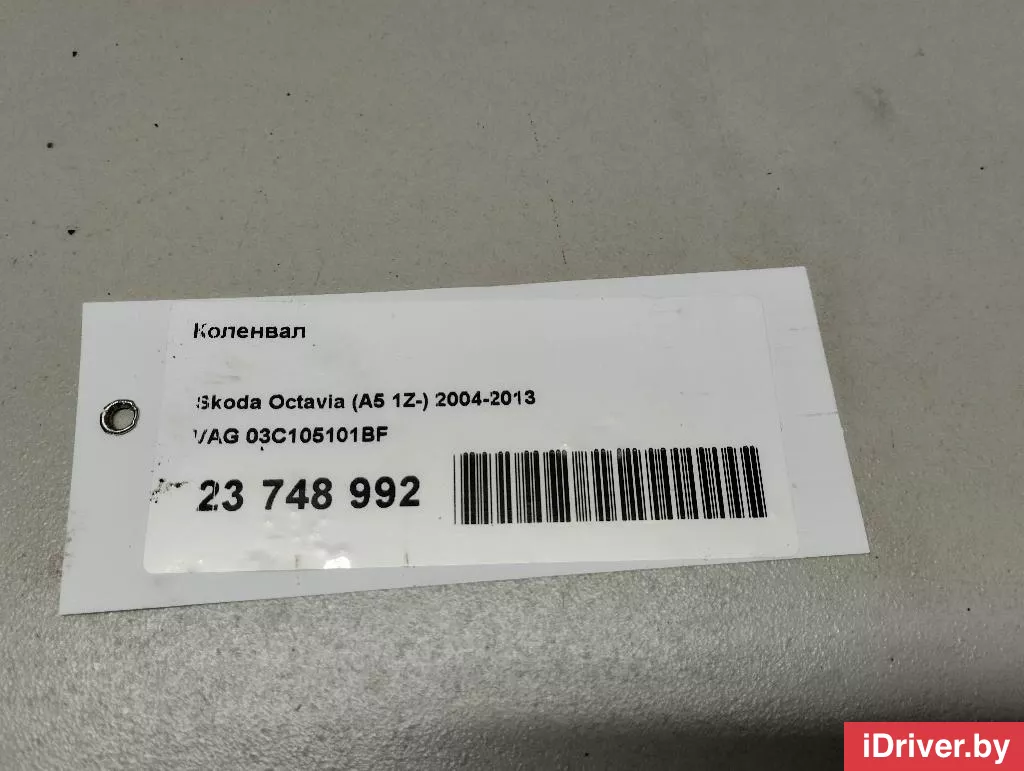 Коленвал
Skoda Octavia (A5 1Z-) 2004-2013
VAG 03C105101BF
23 748 992
iDriver.by